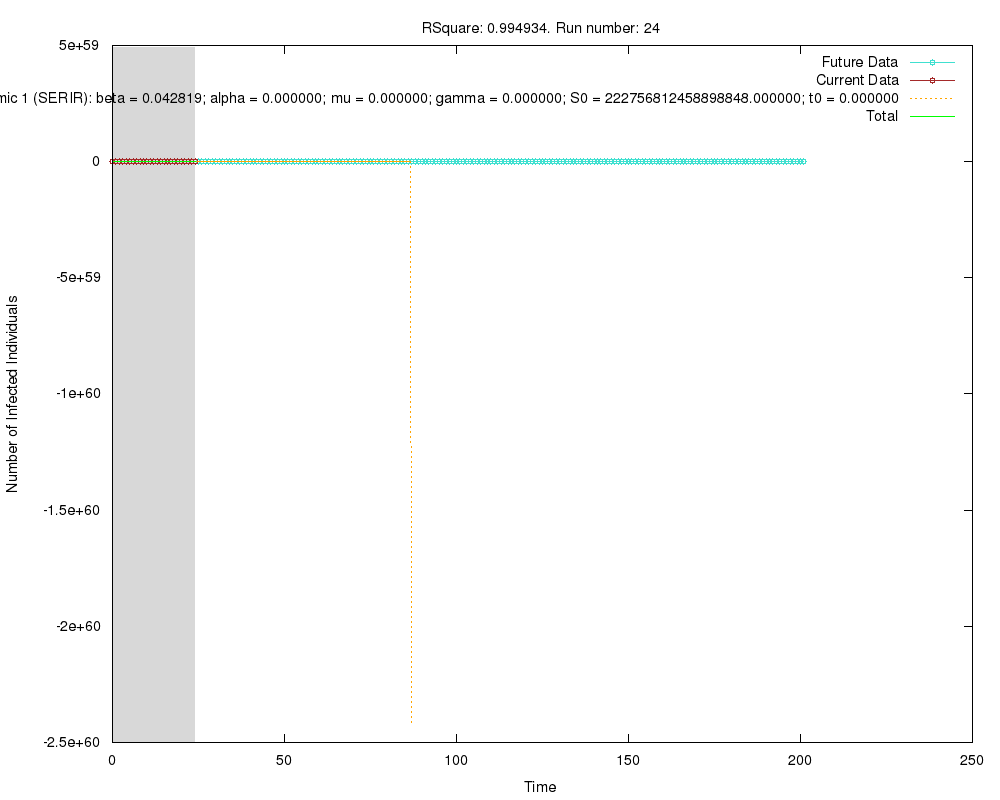 RSquare: 0.994934. Run number: 24
5e+59
Future Data
Current Data
mic 1 (SERIR): beta = 0.042819; alpha = 0.000000; mu = 0.000000; gamma = 0.000000; S0 = 222756812458898848.000000; t0 = 0.000000
Total
0
-5e+59
-1e+60
-1.5e+60
-2e+60
-2.5e+60
Number of Infected Individuals
0 50 100 150 200 250
Time